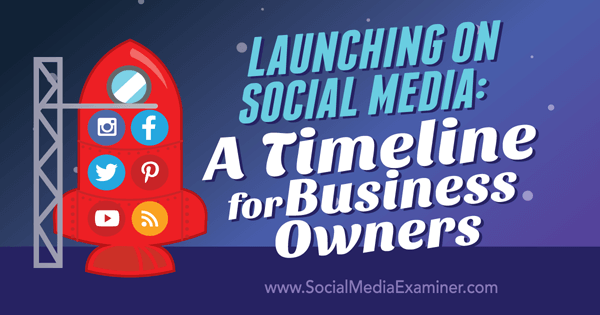 LAUNCHING ON
SOCIAL MEDIA:
A Timeline
for Business
Owners
www.SocialMediaExaminer.com